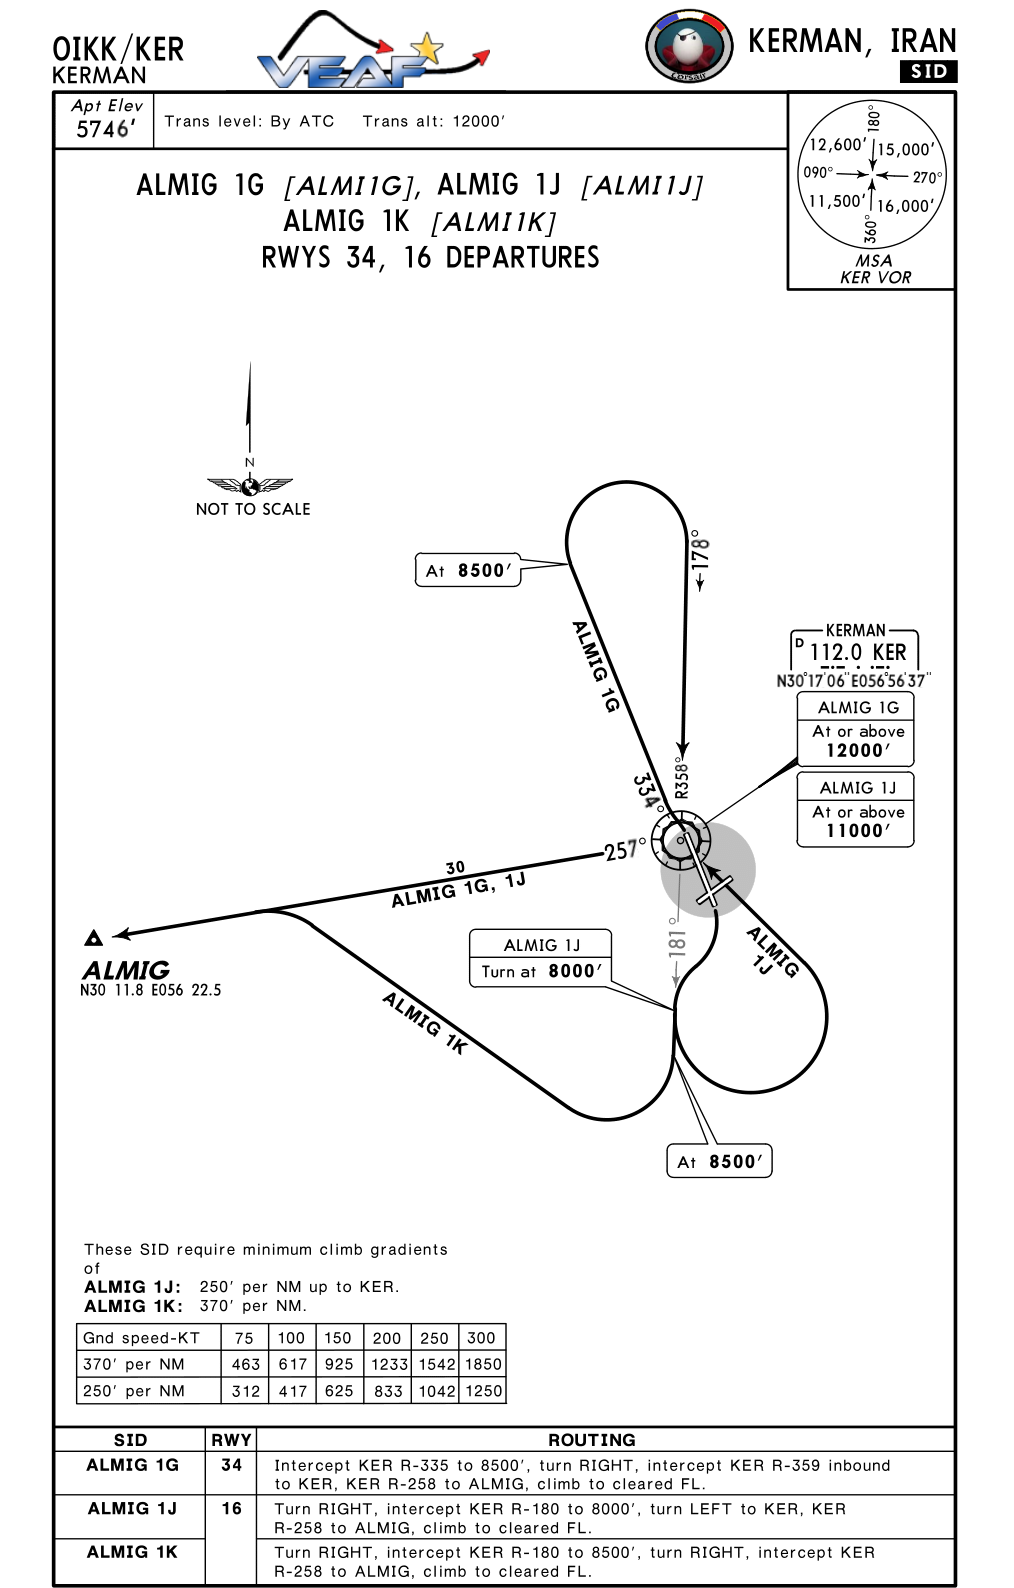 OIKK/KER
KERMAN
VEAF
Corsair
KERMAN, IRAN
SID
Apt Elev
5746'
Trans level: By ATC Trans alt: 12000'
180°
12,600' 15,000'
090° 270°
11,500' 16,000'
360°
MSA
KER VOR
ALMIG 1G [ALMI1G], ALMIG 1J [ALMI1J]
ALMIG 1K [ALMI1K]
RWYS 34, 16 DEPARTURES
N
NOT TO SCALE
178°
At 8500'
ALMIG 1G
KERMAN
D 112.0 KER
N30°17'06" E056°56'37"
ALMIG 1G
At or above
12000'
ALMIG 1J
At or above
11000'
R358°
334°
257°
30
ALMIG 1G, 1J
181°
ALMIG
1J
ALMIG 1J
Turn at 8000'
ALMIG
N30 11.8 E056 22.5
ALMIG 1K
At 8500'
These SID require minimum climb gradients
of
ALMIG 1J: 250' per NM up to KER.
ALMIG 1K: 370' per NM.
Gnd speed-KT 75 100 150 200 250 300
370' per NM 463 617 925 1233 1542 1850
250' per NM 312 417 625 833 1042 1250
SID RWY ROUTING
ALMIG 1G 34 Intercept KER R-335 to 8500', turn RIGHT, intercept KER R-359 inbound
to KER, KER R-258 to ALMIG, climb to cleared FL.
ALMIG 1J 16 Turn RIGHT, intercept KER R-180 to 8000', turn LEFT to KER, KER
R-258 to ALMIG, climb to cleared FL.
ALMIG 1K Turn RIGHT, intercept KER R-180 to 8500', turn RIGHT, intercept KER
R-258 to ALMIG, climb to cleared FL.